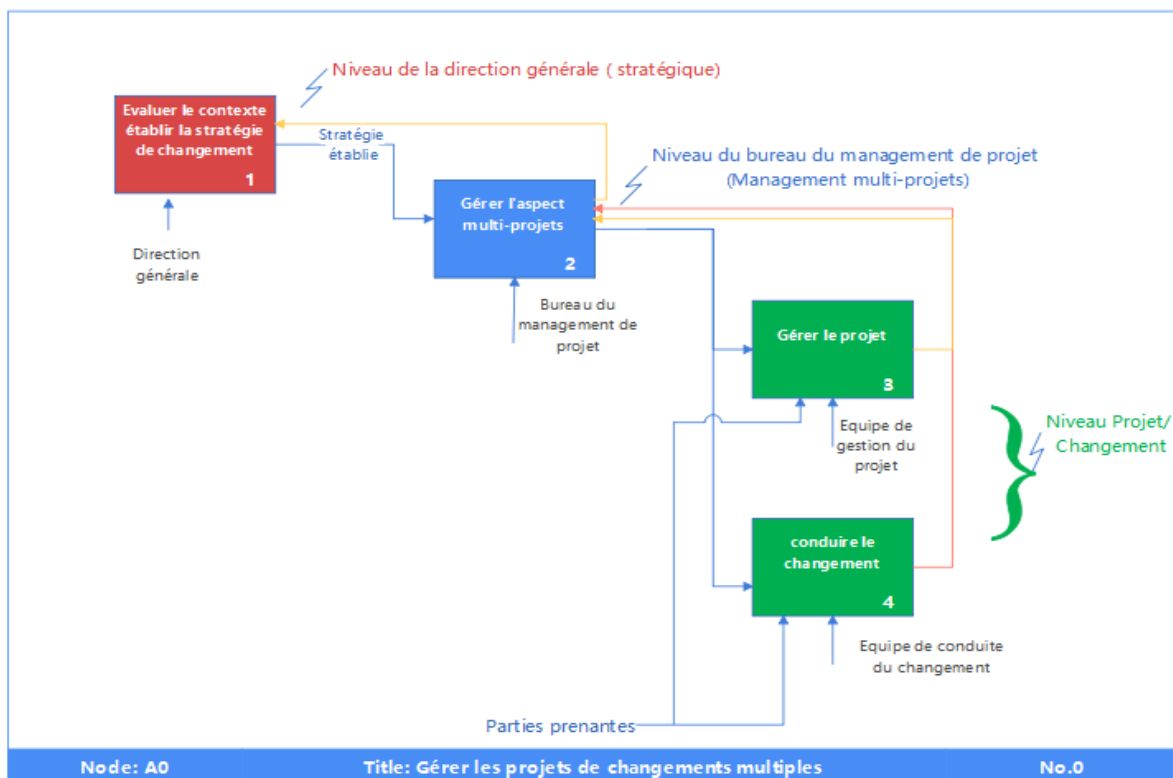 Niveau de la direction générale ( stratégique)
Evaluer le contexte
établir la stratégie
de changement
1
Stratégie
établie
Direction
générale
Niveau du bureau du management de projet
(Management multi-projets)
Gérer l'aspect
multi-projets
2
Bureau du
management de
projet
Gérer le projet
3
Equipe de
gestion du
projet
Niveau Projet/
Changement
conduire le
changement
4
Equipe de conduite
du changement
Parties prenantes
Node: A0
Title: Gérer les projets de changements multiples
No.0